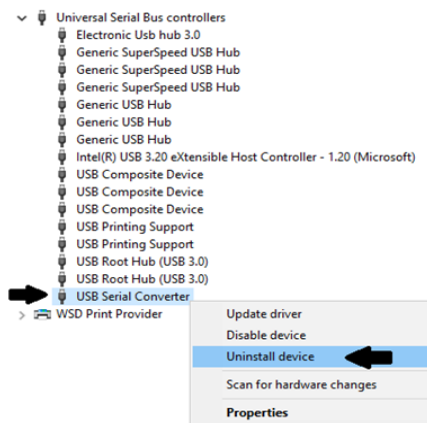 Universal Serial Bus controllers
Electronic Usb hub 3.0
Generic SuperSpeed USB Hub
Generic SuperSpeed USB Hub
Generic SuperSpeed USB Hub
Generic USB Hub
Generic USB Hub
Generic USB Hub
Intel(R) USB 3.20 eXtensible Host Controller - 1.20 (Microsoft)
USB Composite Device
USB Composite Device
USB Composite Device
USB Printing Support
USB Printing Support
USB Root Hub (USB 3.0)
USB Root Hub (USB 3.0)
USB Serial Converter
WSD Print Provider
Update driver
Disable device
Uninstall device
Scan for hardware changes
Properties